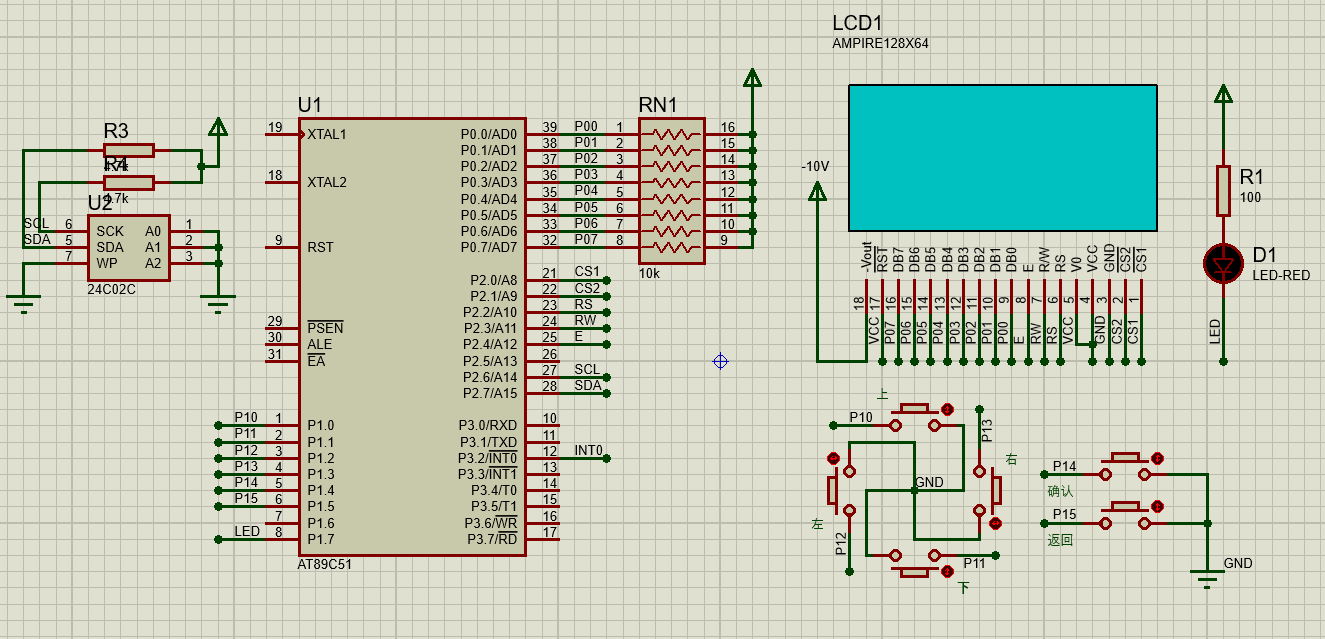 LCD1
AMPIRE128X64
-10V
-Vout
RST
DB7
DB6
DB5
DB4
DB3
DB2
DB1
DB0
E
R/W
RS
V0
VCC
GND
CS2
CS1
18
17
16
15
14
13
12
11
10
9
8
7
6
5
4
3
2
1
VCC
P07
P06
P05
P04
P03
P02
P01
P00
E
RW
RS
VCC
GND
CS2
CS1
R1
100
D1
LED-RED
LED
R3
4.7k
R4
4.7k
U2
SCL 6 SCK A0 1
SDA 5 SDA A1 2
7 WP A2 3
24C02C
U1
19 XTAL1 P0.0/AD0 39 P00
P0.1/AD1 38 P01
P0.2/AD2 37 P02
18 XTAL2 P0.3/AD3 36 P03
P0.4/AD4 35 P04
P0.5/AD5 34 P05
P0.6/AD6 33 P06
9 RST P0.7/AD7 32 P07
P2.0/A8 21 CS1
P2.1/A9 22 CS2
P2.2/A10 23 RS
29 PSEN P2.3/A11 24 RW
30 ALE P2.4/A12 25 E
31 EA P2.5/A13 26
P2.6/A14 27 SCL
P2.7/A15 28 SDA
P10 1 P1.0 P3.0/RXD 10
P11 2 P1.1 P3.1/TXD 11
P12 3 P1.2 P3.2/INT0 12 INT0
P13 4 P1.3 P3.3/INT1 13
P14 5 P1.4 P3.4/T0 14
P15 6 P1.5 P3.5/T1 15
7 P1.6 P3.6/WR 16
LED 8 P1.7 P3.7/RD 17
AT89C51
RN1
1 16
2 15
3 14
4 13
5 12
6 11
7 10
8 9
10k
上
P10
P13
右
GND
左
P12
P11
下
P14
确认
P15
返回
GND